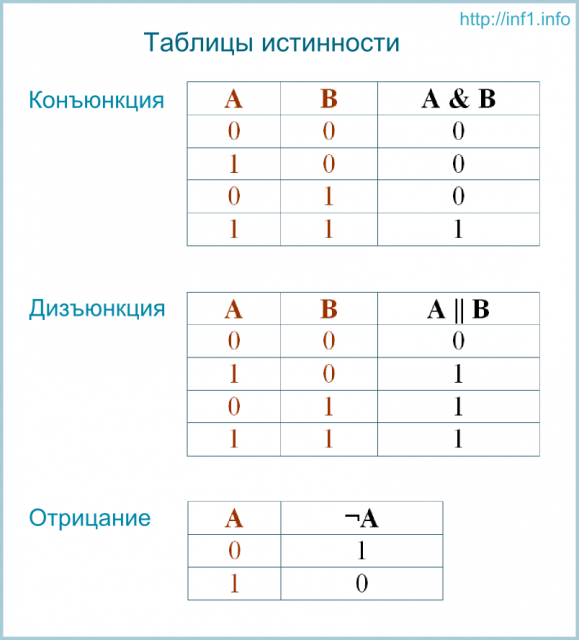 http://inf1.info
Таблицы истинности
Конъюнкция
A B A & B
0 0 0
1 0 0
0 1 0
1 1 1
Дизъюнкция
A B A || B
0 0 0
1 0 1
0 1 1
1 1 1
Отрицание
A ¬A
0 1
1 0